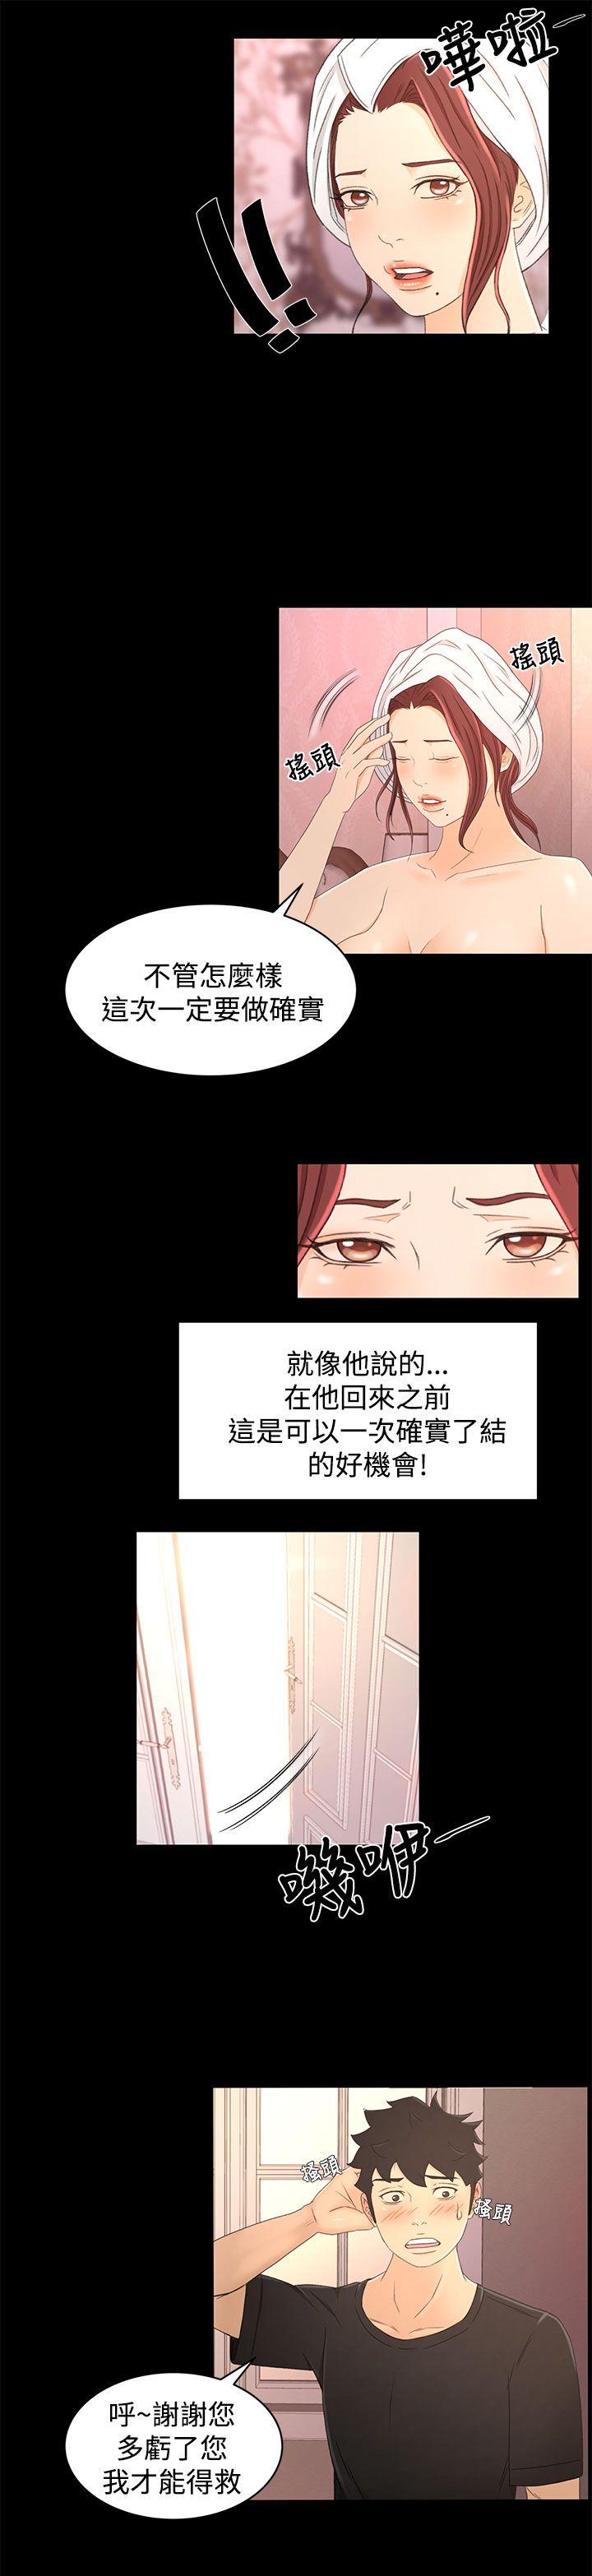 嘩啦
!!
搖頭
搖頭
不管怎麼樣
這次一定要做確實
就像他說的...
在他回來之前
這是可以一次確實了結
的好機會!
嘰咿
搔頭
搔頭
呼~謝謝您
多虧了您
我才能得救